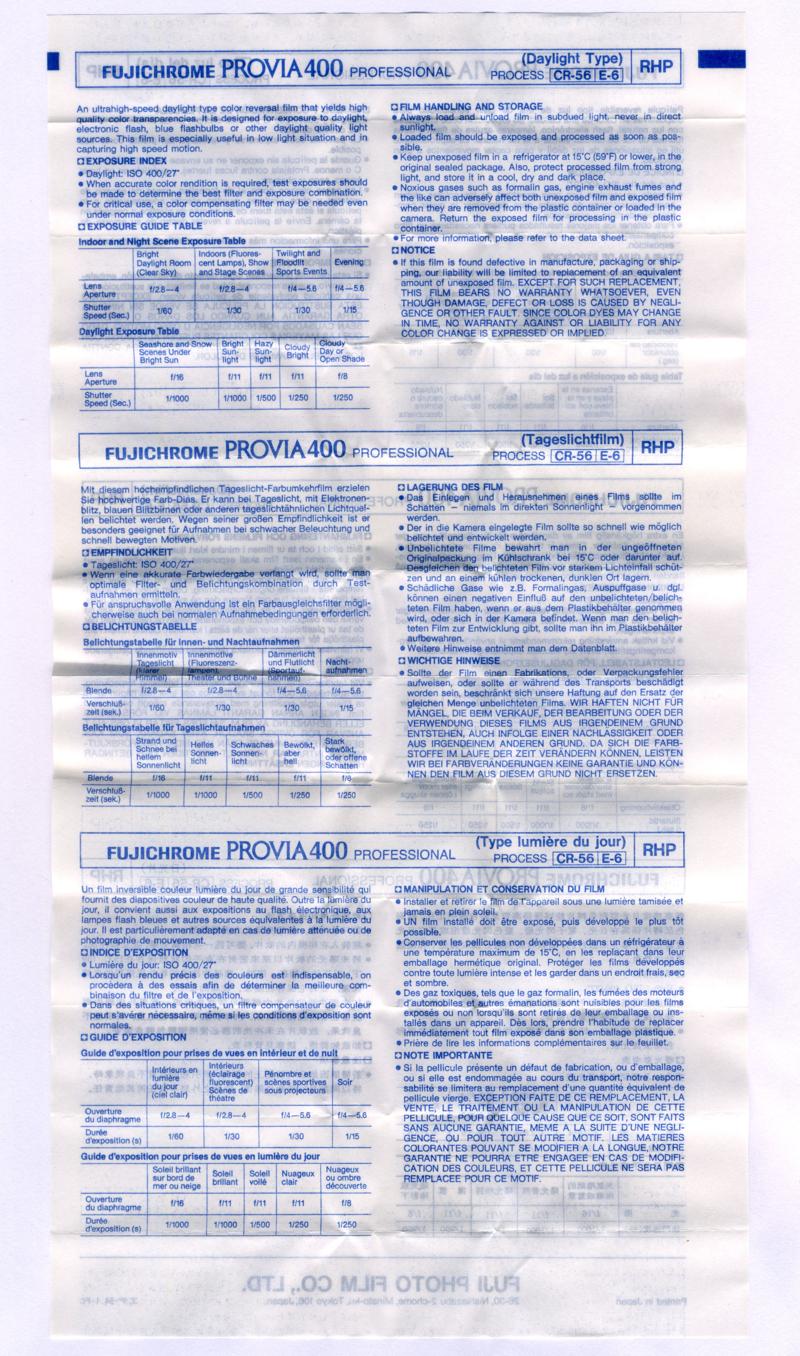 FUJICHROME PROVIA 400 PROFESSIONAL (Daylight Type) PROCESS CR-56 E-6 RHP
An ultrahigh-speed daylight type color reversal film that yields high
quality color transparencies. It is designed for exposure to daylight,
electronic flash, blue flashbulbs or other daylight quality light
sources. This film is especially useful in low light situation and in
capturing high speed motion.
EXPOSURE INDEX
• Daylight: ISO 400/27°
• When accurate color rendition is required, test exposures should
be made to determine the best filter and exposure combination.
• For critical use, a color compensating filter may be needed even
under normal exposure conditions.
EXPOSURE GUIDE TABLE
Indoor and Night Scene Exposure Table
Bright Daylight Room (Clear Sky) Indoors (Fluorescent Lamps), Show and Stage Scenes Twilight and Floodlit Sports Events Evening
Lens Aperture f/2.8—4 f/2.8—4 f/4—5.6 f/4—5.6
Shutter Speed (Sec.) 1/60 1/30 1/30 1/15
Daylight Exposure Table
Seashore and Snow Scenes Under Bright Sun Bright Sunlight Hazy Sunlight Cloudy Bright Cloudy Day or Open Shade
Lens Aperture f/16 f/11 f/11 f/11 f/8
Shutter Speed (Sec.) 1/1000 1/1000 1/500 1/250 1/250
FILM HANDLING AND STORAGE
• Always load and unload film in subdued light, never in direct
sunlight.
• Loaded film should be exposed and processed as soon as pos-
sible.
• Keep unexposed film in a refrigerator at 15°C (59°F) or lower, in the
original sealed package. Also, protect processed film from strong
light, and store it in a cool, dry and dark place.
• Noxious gases such as formalin gas, engine exhaust fumes and
the like can adversely affect both unexposed film and exposed film
when they are removed from the plastic container or loaded in the
camera. Return the exposed film for processing in the plastic
container.
• For more information, please refer to the data sheet.
NOTICE
• If this film is found defective in manufacture, packaging or ship-
ping, our liability will be limited to replacement of an equivalent
amount of unexposed film. EXCEPT FOR SUCH REPLACEMENT,
THIS FILM BEARS NO WARRANTY WHATSOEVER, EVEN
THOUGH DAMAGE, DEFECT OR LOSS IS CAUSED BY NEGLI-
GENCE OR OTHER FAULT. SINCE COLOR DYES MAY CHANGE
IN TIME, NO WARRANTY AGAINST OR LIABILITY FOR ANY
COLOR CHANGE IS EXPRESSED OR IMPLIED.
FUJICHROME PROVIA 400 PROFESSIONAL (Tageslichtfilm) PROCESS CR-56 E-6 RHP
Mit diesem hochempfindlichen Tageslicht-Farbumkehrfilm erzielen
Sie hochwertige Farb-Dias. Er kann bei Tageslicht, mit Elektronen-
blitz, blauen Blitzbirnen oder anderen tageslichtähnlichen Lichtquel-
len belichtet werden. Wegen seiner großen Empfindlichkeit ist er
besonders geeignet für Aufnahmen bei schwacher Beleuchtung und
schnell bewegten Motiven.
EMPFINDLICHKEIT
• Tageslicht: ISO 400/27°
• Wenn eine akkurate Farbwiedergabe verlangt wird, sollte man
optimale Filter- und Belichtungskombination durch Test-
aufnahmen ermitteln.
• Für anspruchsvolle Anwendung ist ein Farbausgleichsfilter mögli-
cherweise auch bei normalen Aufnahmebedingungen erforderlich.
BELICHTUNGSTABELLE
Belichtungstabelle für Innen- und Nachtaufnahmen
Innenmotive Tageslicht (klarer Himmel) Innenmotive (Fluoreszenzlampen), Theater und Bühne Dämmerlicht und Flutlicht (Sportaufnahmen) Nachtaufnahmen
Blende f/2.8—4 f/2.8—4 f/4—5.6 f/4—5.6
Verschlußzeit (sek.) 1/60 1/30 1/30 1/15
Belichtungstabelle für Tageslichtaufnahmen
Strand und Schnee bei hellem Sonnenlicht Helles Sonnenlicht Schwaches Sonnenlicht Bewölkt, aber hell Stark bewölkt, oder offene Schatten
Blende f/16 f/11 f/11 f/11 f/8
Verschlußzeit (sek.) 1/1000 1/1000 1/500 1/250 1/250
LAGERUNG DES FILM
• Das Einlegen und Herausnehmen eines Films sollte im
Schatten – niemals im direkten Sonnenlight – vorgenommen
werden.
• Der in die Kamera eingelegte Film sollte so schnell wie möglich
belichtet und entwickelt werden.
• Unbelichtete Filme bewahrt man in der ungeöffneten
Originalpackung im Kühlschrank bei 15°C oder darunter auf.
Desgleichen den belichteten Film vor starkem Lichteinfall schüt-
zen und an einem kühlen trockenen, dunklen Ort lagern.
• Schädliche Gase wie z.B. Formalingas, Auspuffgase u. dgl.
können einen negativen Einfluß auf den unbelichteten/belich-
teten Film haben, wenn er aus dem Plastikbehälter genommen
wird, oder sich in der Kamera befindet. Wenn man den belich-
teten Film zur Entwicklung gibt, sollte man ihn im Plastikbehälter
aufbewahren.
• Weitere Hinweise entnimmt man dem Datenblatt.
WICHTIGE HINWEISE
• Sollte der Film einen Fabrikations, oder Verpackungsfehler
aufweisen, oder sollte er während des Transports beschädigt
worden sein, beschränkt sich unsere Haftung auf den Ersatz der
gleichen Menge unbelichteten Films. WIR HAFTEN NICHT FÜR
MÄNGEL, DIE BEIM VERKAUF, DER BEARBEITUNG ODER DER
VERWENDUNG DIESES FILMS AUS IRGENDEINEM GRUND
ENTSTEHEN, AUCH INFOLGE EINER NACHLÄSSIGKEIT ODER
AUS IRGENDEINEM ANDEREN GRUND. DA SICH DIE FARB-
STOFFE IM LAUFE DER ZEIT VERÄNDERN KÖNNEN, LEISTEN
WIR BEI FARBVERÄNDERUNGEN KEINE GARANTIE UND KÖN-
NEN DEN FILM AUS DIESEM GRUND NICHT ERSETZEN.
FUJICHROME PROVIA 400 PROFESSIONAL (Type lumière du jour) PROCESS CR-56 E-6 RHP
Un film inversible couleur lumière du jour de grande sensibilité qui
fournit des diapositives couleur de haute qualité. Outre la lumière du
jour, il convient aussi aux expositions au flash électronique, aux
lampes flash bleues et autres sources équivalentes à la lumière du
jour. Il est particulièrement adapté en cas de lumière atténuée ou de
photographie de mouvement.
INDICE D'EXPOSITION
• Lumière du jour: ISO 400/27°
• Lorsqu'un rendu précis des couleurs est indispensable, on
procédera à des essais afin de déterminer la meilleure com-
binaison du filtre et de l'exposition.
• Dans des situations critiques, un filtre compensateur de couleur
peut s'avérer nécessaire, même si les conditions d'exposition sont
normales.
GUIDE D'EXPOSITION
Guide d'exposition pour prises de vues en intérieur et de nuit
Intérieurs en lumière du jour (ciel clair) Intérieurs (éclairage fluorescent) Scènes de théatre Pénombre et scènes sportives sous projecteurs Soir
Ouverture du diaphragme f/2.8—4 f/2.8—4 f/4—5.6 f/4—5.6
Durée d'exposition (s) 1/60 1/30 1/30 1/15
Guide d'exposition pour prises de vues en lumière du jour
Soleil brillant sur bord de mer ou neige Soleil brillant Soleil voilé Nuageux clair Nuageux ou ombre découverte
Ouverture du diaphragme f/16 f/11 f/11 f/11 f/8
Durée d'exposition (s) 1/1000 1/1000 1/500 1/250 1/250
MANIPULATION ET CONSERVATION DU FILM
• Installer et retirer le film de l'appareil sous une lumière tamisée et
jamais en plein soleil.
• UN film installé doit être exposé, puis développé le plus tôt
possible.
• Conserver les pellicules non développées dans un réfrigérateur à
une température maximum de 15°C, en les replaçant dans leur
emballage hermétique original. Protéger les films développés
contre toute lumière intense et les garder dans un endroit frais, sec
et sombre.
• Des gaz toxiques, tels que le gaz formalin, les fumées des moteurs
d'automobiles et autres émanations sont nuisibles pour les films
exposés ou non lorsqu'ils sont retirés de leur emballage ou ins-
tallés dans un appareil. Dès lors, prendre l'habitude de replacer
immédiatement tout film exposé dans son emballage plastique.
• Prière de lire les informations complémentaires sur le feuillet.
NOTE IMPORTANTE
• Si la pellicule présente un défaut de fabrication, ou d'emballage,
ou si elle est endommagée au cours du transport, notre respon-
sabilité se limitera au remplacement d'une quantité équivalent de
pellicule vierge. EXCEPTION FAITE DE CE REMPLACEMENT, LA
VENTE, LE TRAITEMENT OU LA MANIPULATION DE CETTE
PELLICULE, POUR QUELQUE CAUSE QUE CE SOIT, SONT FAITS
SANS AUCUNE GARANTIE, MEME A LA SUITE D'UNE NEGLI-
GENCE, OU POUR TOUT AUTRE MOTIF. LES MATIERES
COLORANTES POUVANT SE MODIFIER A LA LONGUE, NOTRE
GARANTIE NE POURRA ETRE ENGAGEE EN CAS DE MODIFI-
CATION DES COULEURS, ET CETTE PELLICULE NE SERA PAS
REMPLACEE POUR CE MOTIF.
FUJI PHOTO FILM CO., LTD.
26-30, Nishiazabu 2-chome, Minato-ku, Tokyo 106, Japan.
Printed in Japan